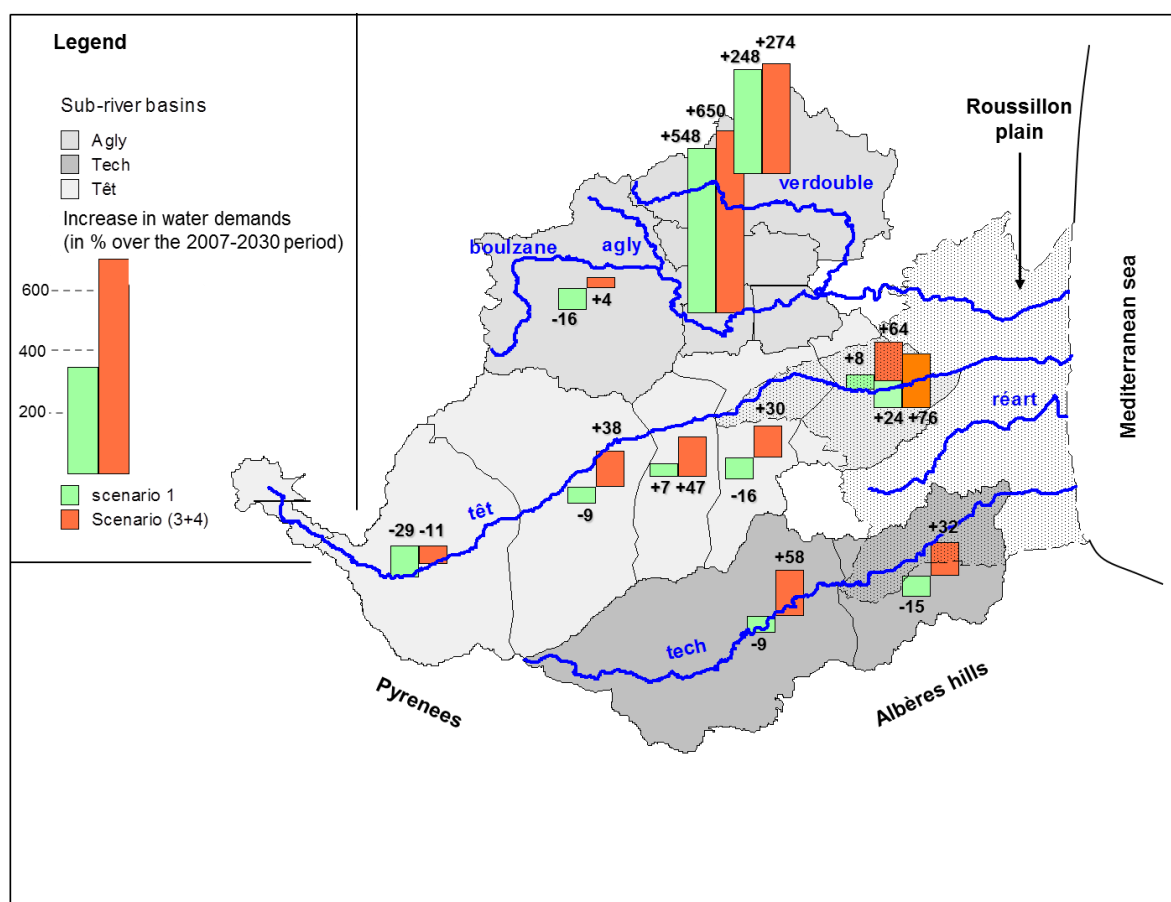 Legend
Sub-river basins
Agly
Tech
Têt
Increase in water demands
(in % over the 2007-2030 period)
600
400
200
scenario 1
Scenario (3+4)
+248
+274
+548
+650
Roussillon
plain
verdouble
boulzane
agly
-16
+4
+8
+64
+24
+76
réart
Mediterranean sea
+38
-9
+7
+47
+30
-16
têt
-29
-11
+58
-9
+32
-15
tech
Pyrenees
Albères hills